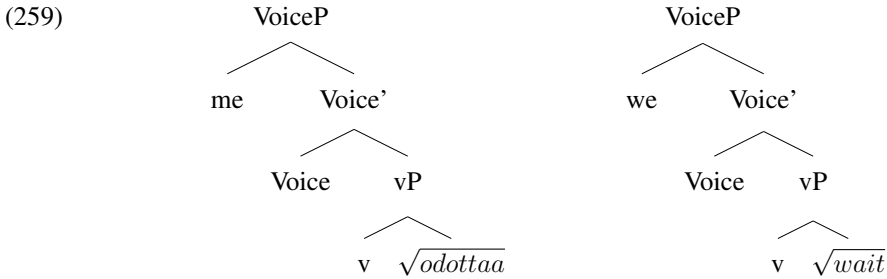 (259) VoiceP VoiceP
me Voice’ we Voice’
Voice vP Voice vP
v √odottaa v √wait